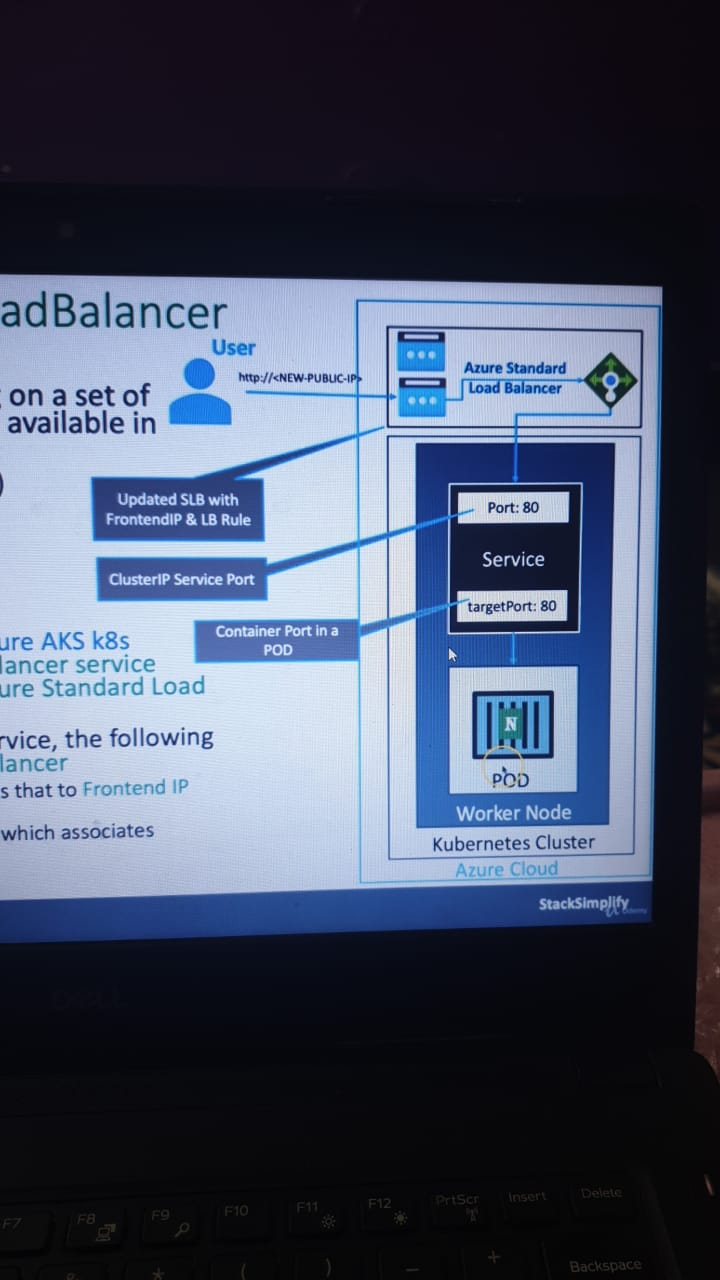 adBalancer
User
http://<NEW-PUBLIC-IP>
on a set of
available in
)
Azure Standard
Load Balancer
Updated SLB with
FrontendIP & LB Rule
Port: 80
ClusterIP Service Port
Service
targetPort: 80
Container Port in a
POD
ure AKS k8s
lancer service
ure Standard Load
rvice, the following
lancer
s that to Frontend IP
which associates
N
POD
Worker Node
Kubernetes Cluster
Azure Cloud
StackSimplify
Udemy
DELL
F7
F8
F9
F10
F11
F12
PrtScr
Insert
Delete
*
(
)
_
+
Backspace